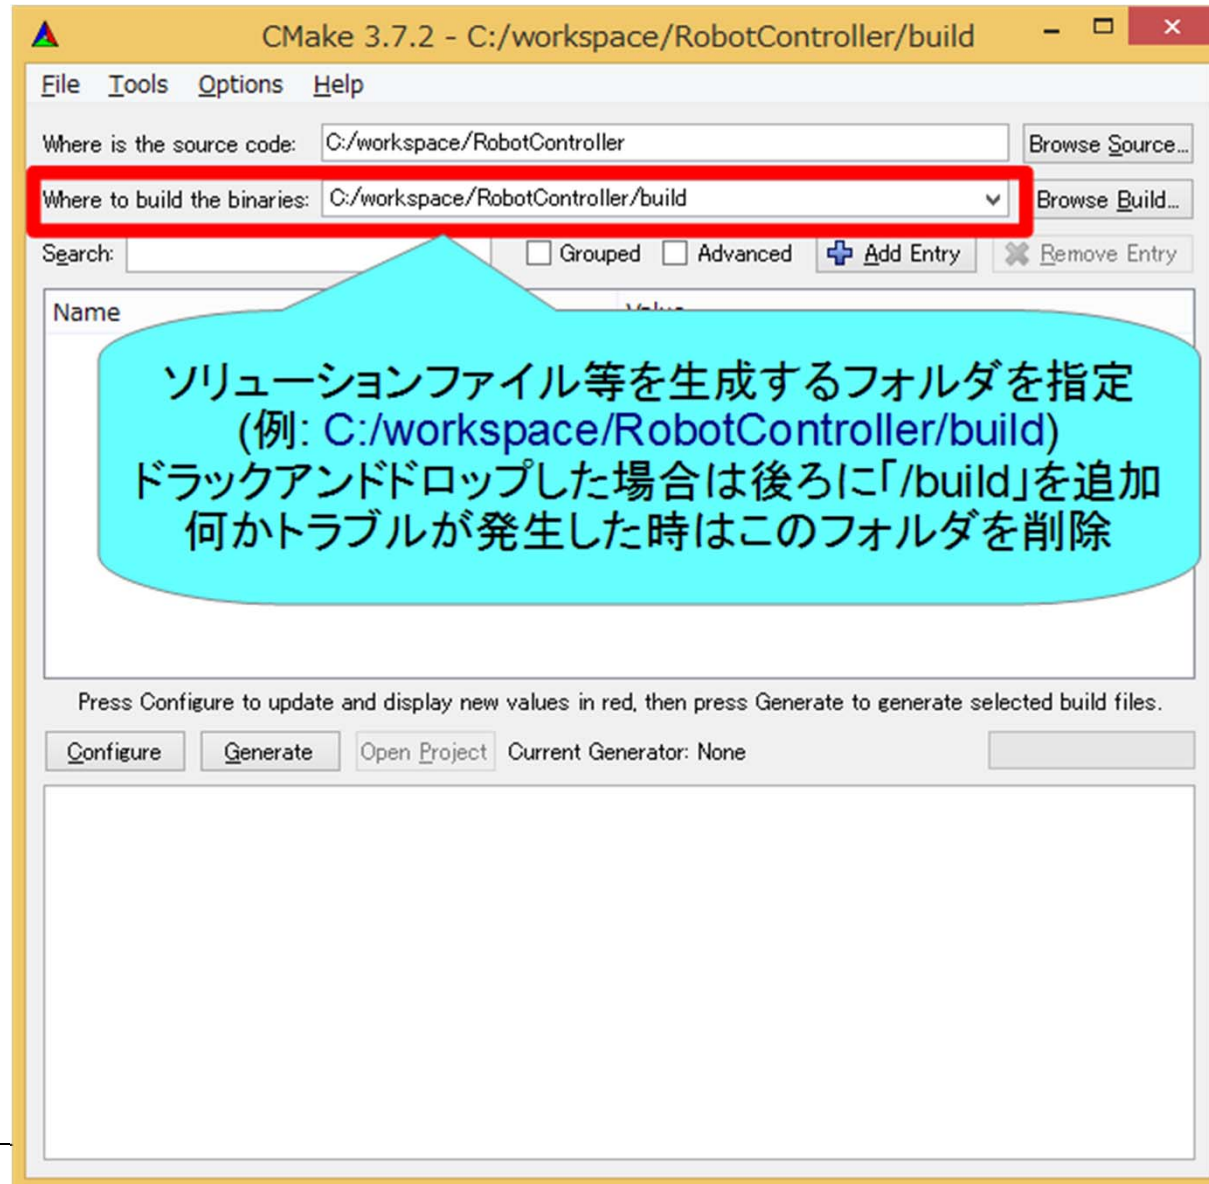 CMake 3.7.2 - C:/workspace/RobotController/build
File Tools Options Help
Where is the source code: C:/workspace/RobotController Browse Source...
Where to build the binaries: C:/workspace/RobotController/build Browse Build...
Search: Grouped Advanced Add Entry Remove Entry
Name
ソリューションファイル等を生成するフォルダを指定
(例: C:/workspace/RobotController/build)
ドラックアンドドロップした場合は後ろに「/build」を追加
何かトラブルが発生した時はこのフォルダを削除
Press Configure to update and display new values in red, then press Generate to generate selected build files.
Configure Generate Open Project Current Generator: None